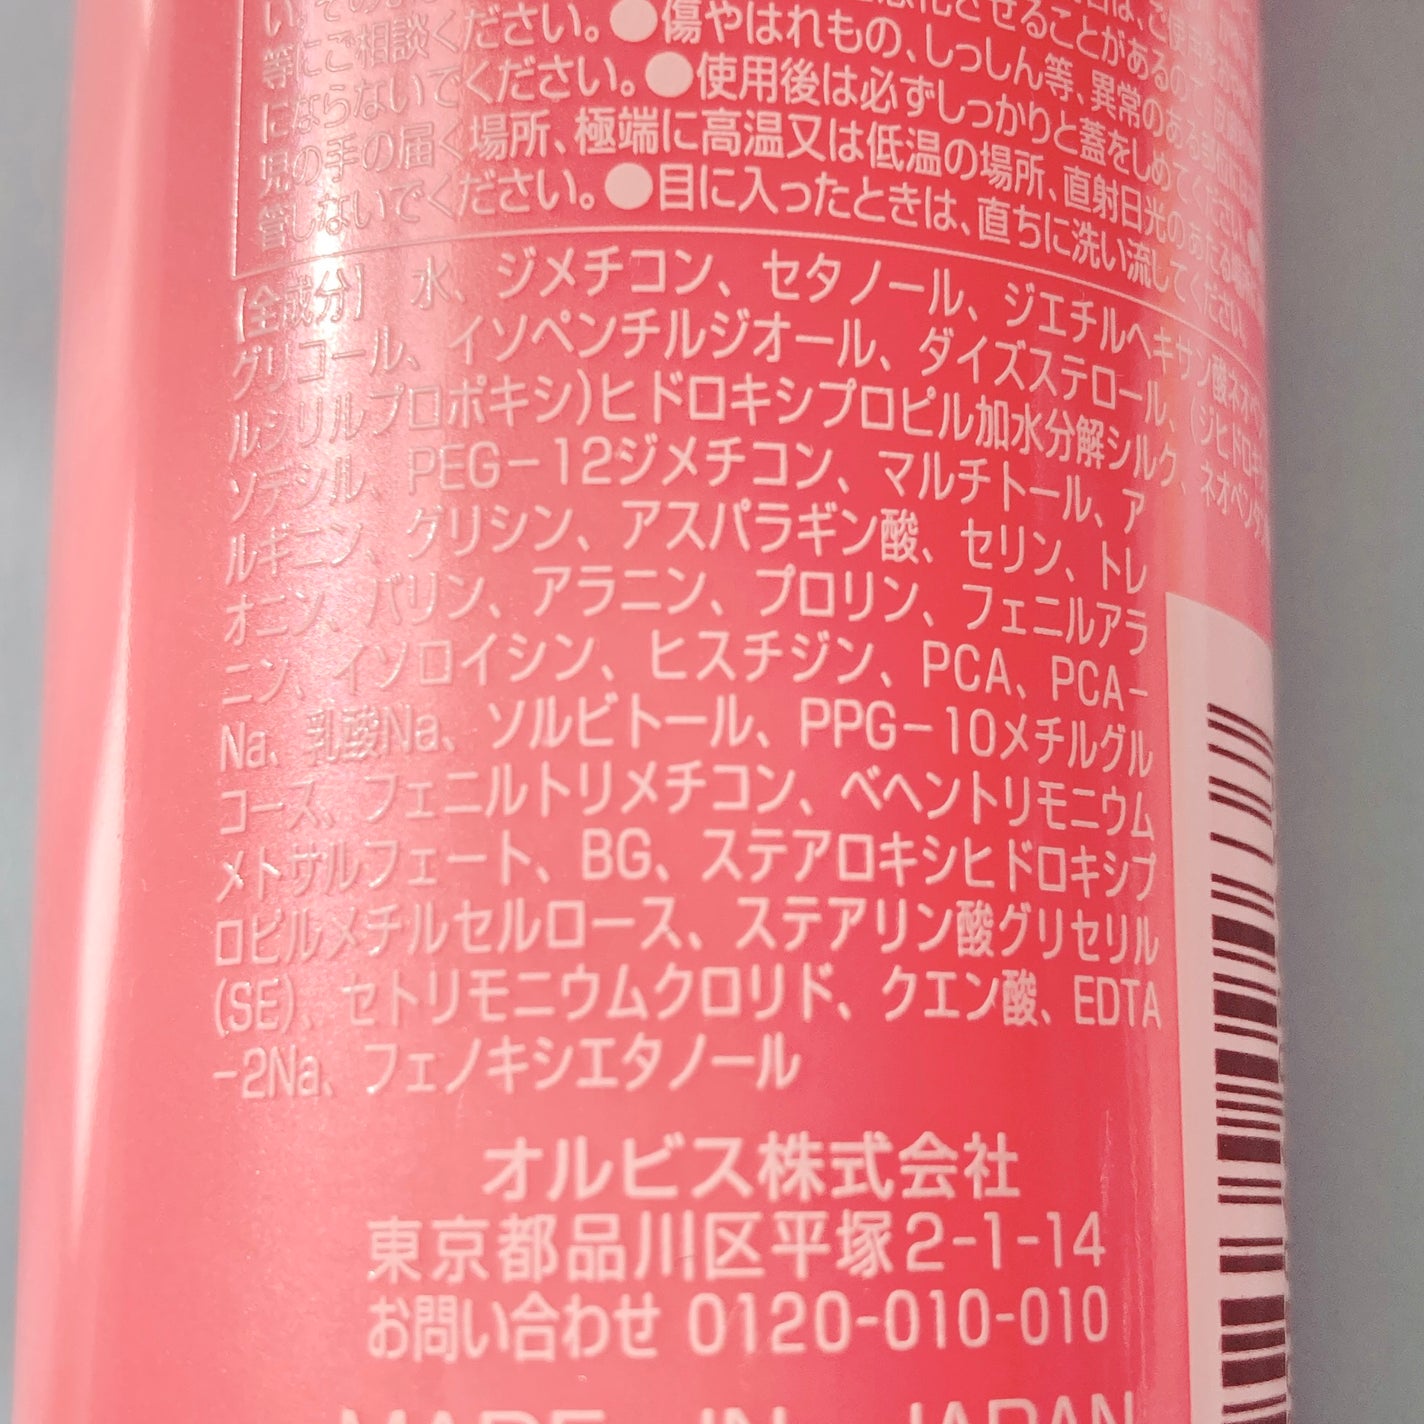 等にご相談ください。●傷やはれもの、しっしん等、異常のある
にならないでください。●使用後は必ずしっかりと蓋をしめてください。
児の手の届く場所、極端に高温又は低温の場所、直射日光のあたる
管しないでください。●目に入ったときは、直ちに洗い流してください。
【全成分】 水、ジメチコン、セタノール、ジエチルヘキサン酸ネオペ
グリコール、イソペンチルジオール、ダイズステロール、(ジヒドロキ
ルシリルプロポキシ)ヒドロキシプロピル加水分解シルク、ネオペンタン
ソデシル、PEG-12ジメチコン、マルチトール、ア
ルギニン、グリシン、アスパラギン酸、セリン、トレ
オニン、バリン、アラニン、プロリン、フェニルアラ
ニン、イソロイシン、ヒスチジン、PCA、PCA-
Na、乳酸Na、ソルビトール、PPG-10メチルグル
コース、フェニルトリメチコン、ベヘントリモニウム
メトサルフェート、BG、ステアロキシヒドロキシプ
ロピルメチルセルロース、ステアリン酸グリセリル
(SE)、セトリモニウムクロリド、クエン酸、EDTA
-2Na、フェノキシエタノール
オルビス株式会社
東京都品川区平塚2-1-14
お問い合わせ 0120-010-010
MADE IN JAPAN